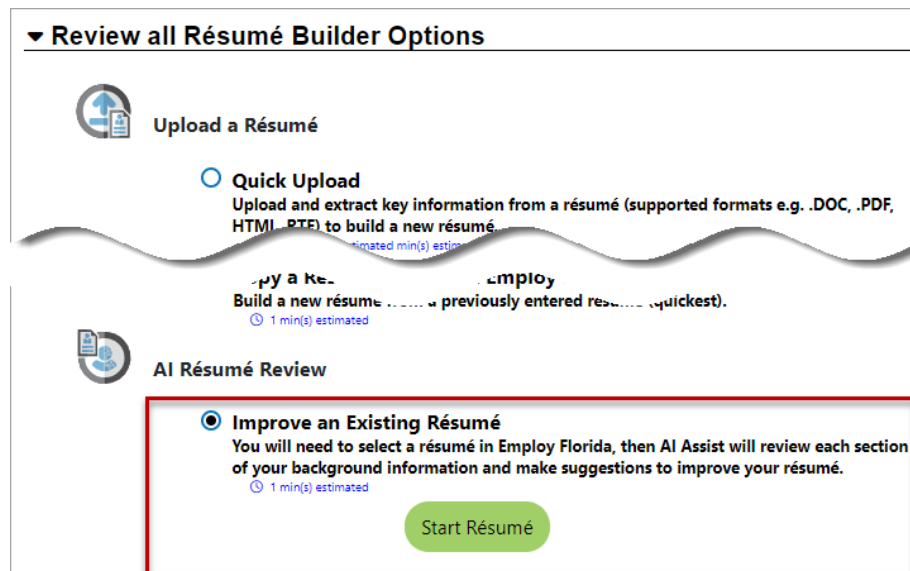 Review all Résumé Builder Options
Upload a Résumé
Quick Upload
Upload and extract key information from a résumé (supported formats e.g. .DOC, .PDF,
HTML, RTF) to build a new résumé.
estimated min(s)
a Employ
Build a new résumé a previously entered (quickest).
1 min(s) estimated
AI Résumé Review
Improve an Existing Résumé
You will need to select a résumé in Employ Florida, then AI Assist will review each section
of your background information and make suggestions to improve your résumé.
1 min(s) estimated
Start Résumé